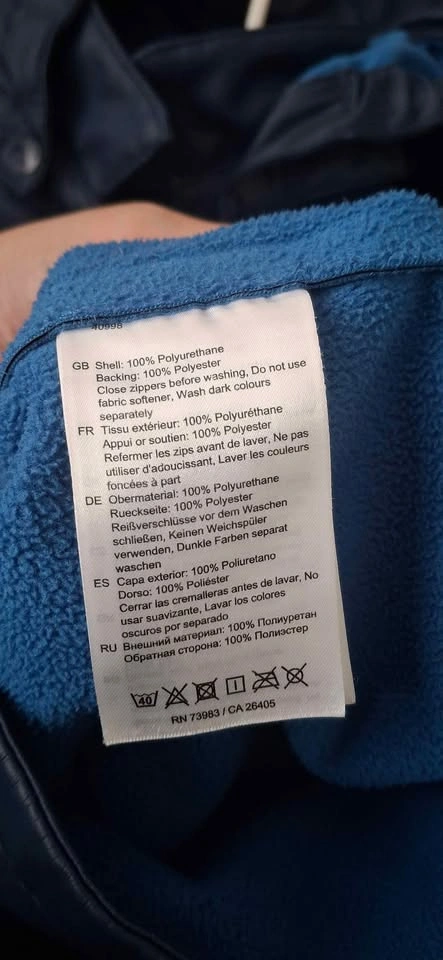 40998
GB Shell: 100% Polyurethane
Backing: 100% Polyester
Close zippers before washing, Do not use
fabric softener, Wash dark colours
separately
FR Tissu extérieur: 100% Polyuréthane
Appui or soutien: 100% Polyester
Refermer les zips avant de laver, Ne pas
utiliser d'adoucissant, Laver les couleurs
foncées à part
DE Obermaterial: 100% Polyurethane
Rueckseite: 100% Polyester
Reißverschlüsse vor dem Waschen
schließen, Keinen Weichspüler
verwenden, Dunkle Farben separat
waschen
ES Capa exterior: 100% Poliuretano
Dorso: 100% Poliéster
Cerrar las cremalleras antes de lavar, No
usar suavizante, Lavar los colores
oscuros por separado
RU Внешний материал: 100% Полиуретан
Обратная сторона: 100% Полиэстер
40
RN 73983 / CA 26405